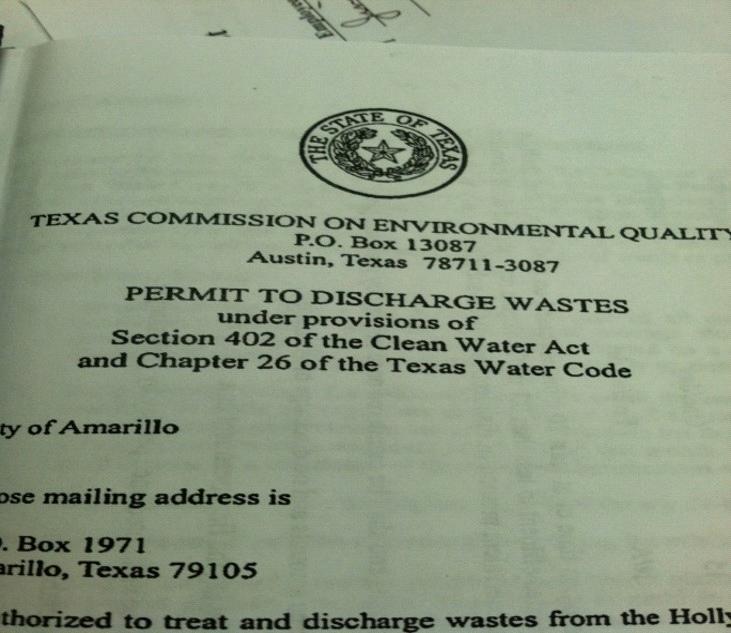 Employee
THE STATE OF TEXAS
TEXAS COMMISSION ON ENVIRONMENTAL QUALITY
P.O. Box 13087
Austin, Texas 78711-3087
PERMIT TO DISCHARGE WASTES
under provisions of
Section 402 of the Clean Water Act
and Chapter 26 of the Texas Water Code
ty of Amarillo
ose mailing address is
. Box 1971
arillo, Texas 79105
thorized to treat and discharge wastes from the Holly